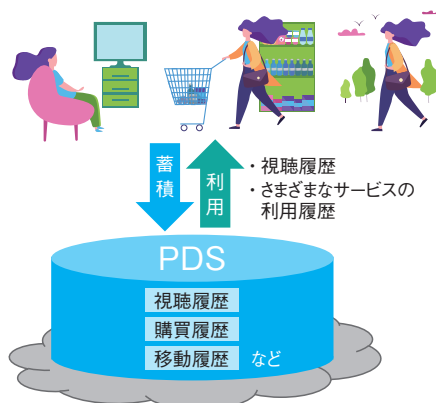 蓄積
利用
・視聴履歴
・さまざまなサービスの
利用履歴
PDS
視聴履歴
購買履歴
移動履歴 など